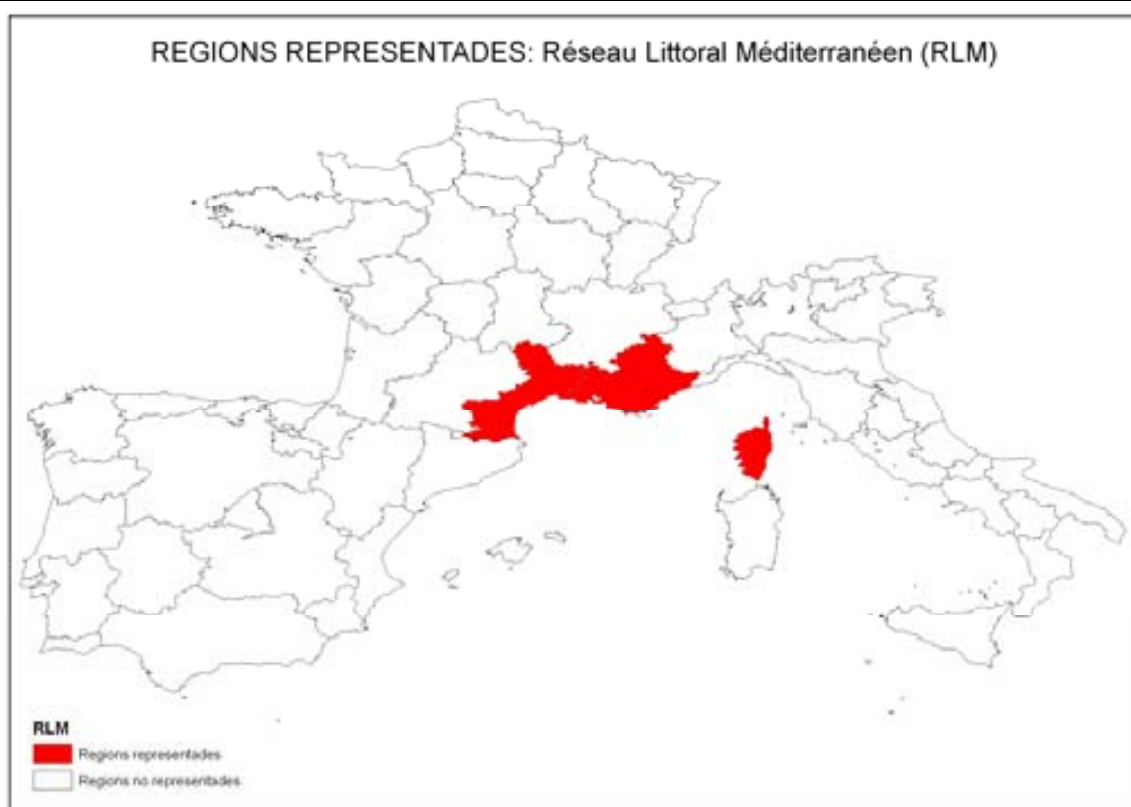 REGIONS REPRESENTADES: Réseau Littoral Méditerranéen (RLM)
RLM
Regions representades
Regions no representades